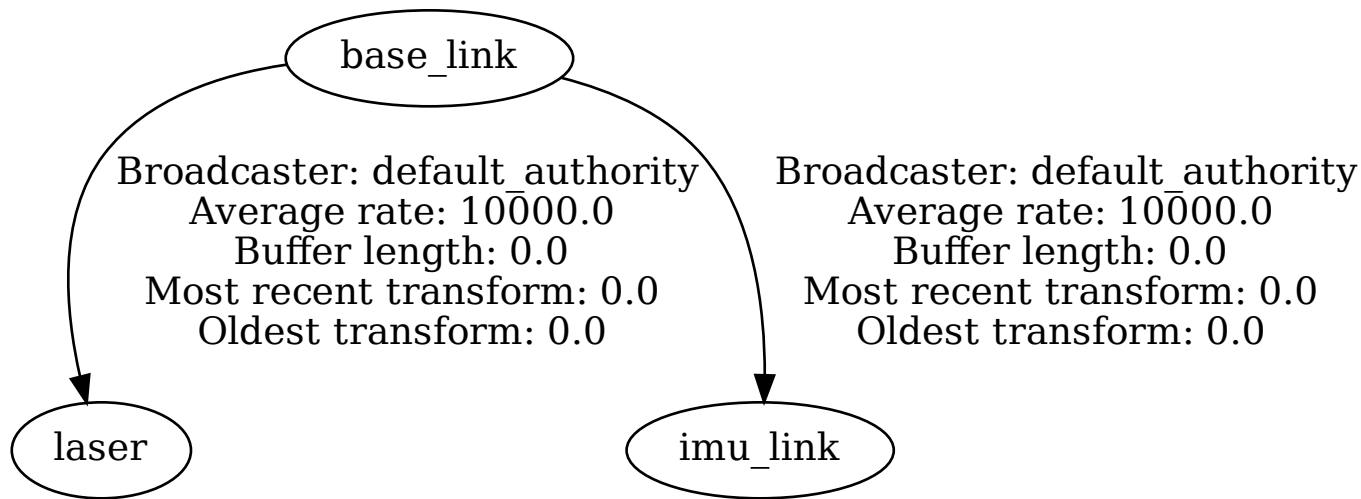 base_link
Broadcaster: default_authority
Average rate: 10000.0
Buffer length: 0.0
Most recent transform: 0.0
Oldest transform: 0.0
Broadcaster: default_authority
Average rate: 10000.0
Buffer length: 0.0
Most recent transform: 0.0
Oldest transform: 0.0
laser
imu_link